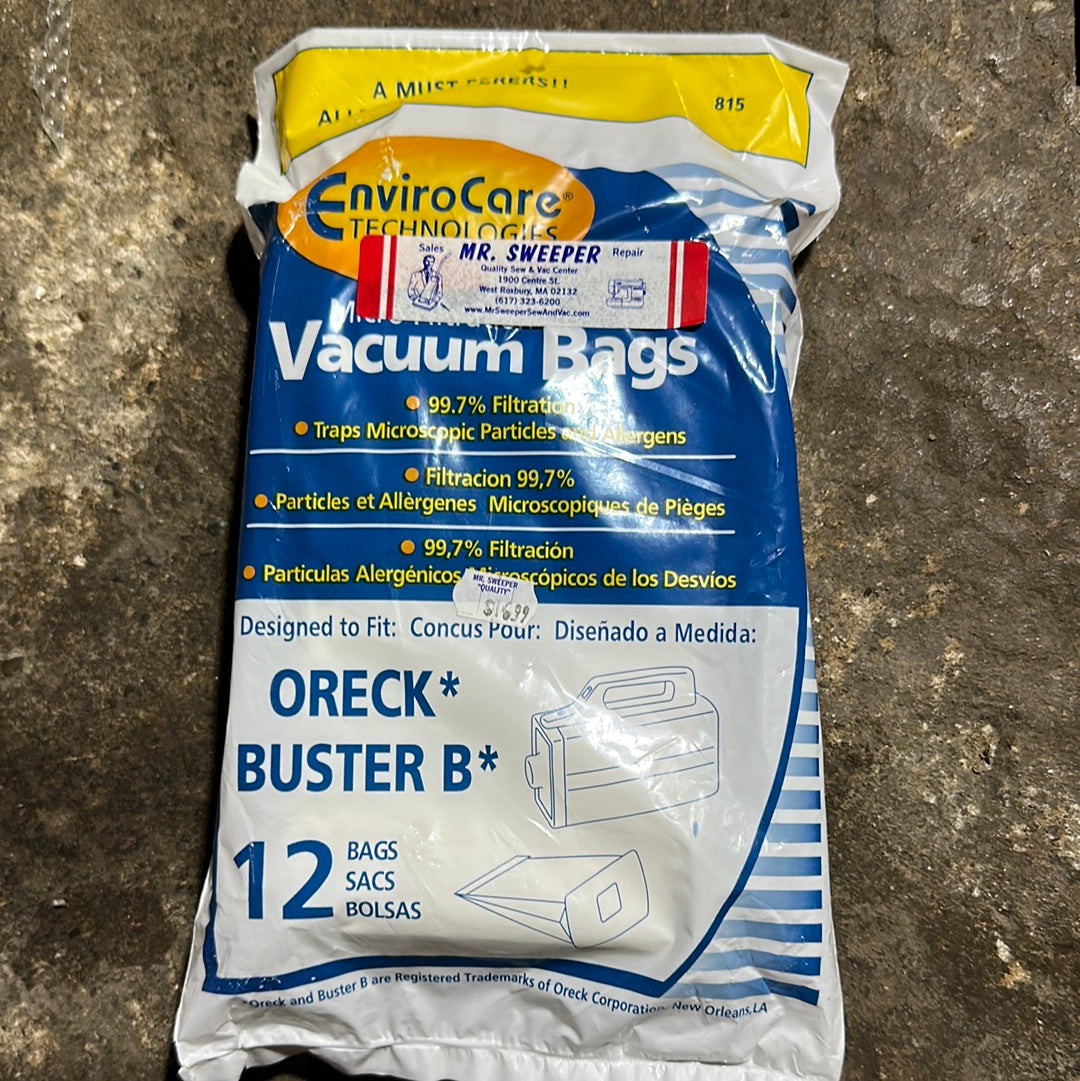 A MUST
815
EnviroCare®
TECHNOLOGIES
Sales MR. SWEEPER Repair
Quality Sew & Vac Center
1900 Centre St.
West Roxbury, MA 02132
(617) 323-6200
www.MrSweeperSewAndVac.com
Vacuum Bags
99.7% Filtration
Traps Microscopic Particles and Allergens
Filtracion 99,7%
Particles et Allèrgenes Microscopiques de Pièges
99,7% Filtración
Particulas Alergénicos Microscópicos de los Desvíos
MR. SWEEPER
"QUALITY"
$16.99
Designed to Fit: Concus Pour: Diseñado a Medida:
ORECK*
BUSTER B*
12 BAGS
SACS
BOLSAS
*Oreck and Buster B are Registered Trademarks of Oreck Corporation, New Orleans, LA